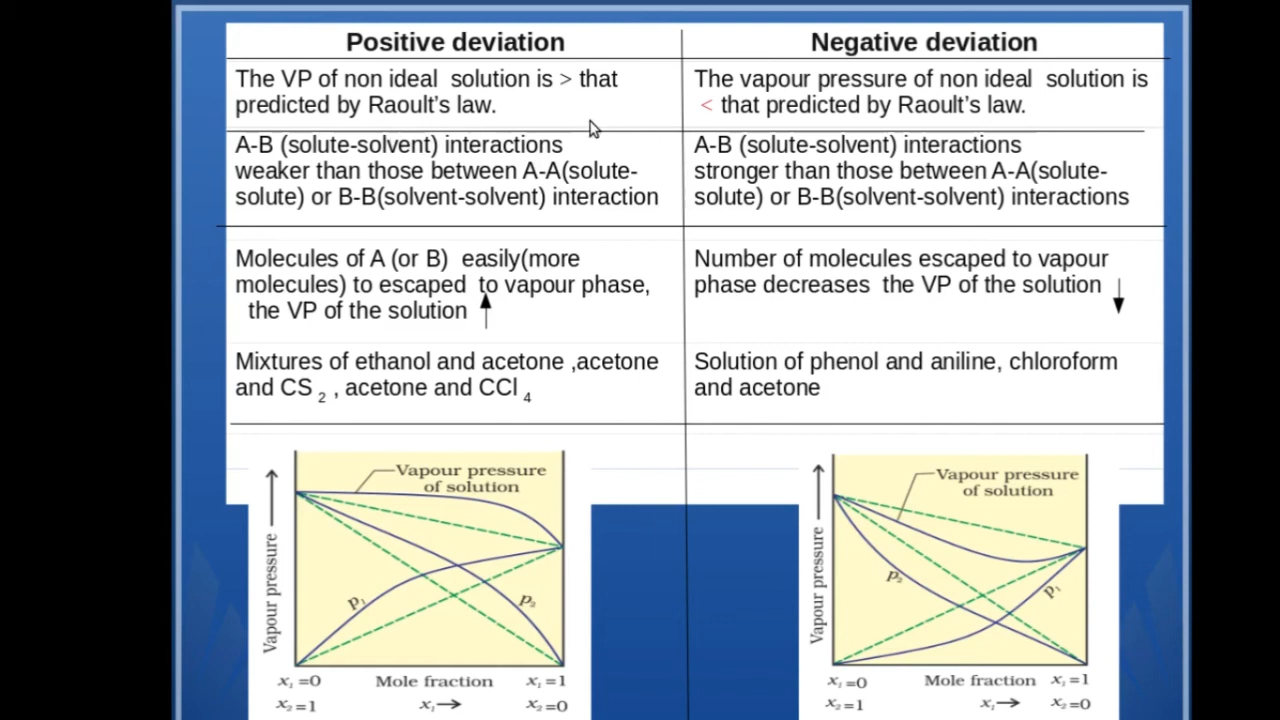 Positive deviation
Negative deviation
The VP of non ideal solution is > that
predicted by Raoult's law.
The vapour pressure of non ideal solution is
< that predicted by Raoult's law.
A-B (solute-solvent) interactions
weaker than those between A-A(solute-
solute) or B-B(solvent-solvent) interaction
A-B (solute-solvent) interactions
stronger than those between A-A(solute-
solute) or B-B(solvent-solvent) interactions
Molecules of A (or B) easily(more
molecules) to escaped to vapour phase,
the VP of the solution
Number of molecules escaped to vapour
phase decreases the VP of the solution
Mixtures of ethanol and acetone ,acetone
and CS 2 , acetone and CCl 4
Solution of phenol and aniline, chloroform
and acetone
Vapour pressure
of solution
Vapour pressure
p₁
p₂
x₁ =0
Mole fraction
x₁ =1
x₂ =1
x₁→
x₂ =0
Vapour pressure
of solution
Vapour pressure
p₂
p₁
x₁ =0
Mole fraction
x₁ =1
x₂ =1
x₁→
x₂ =0